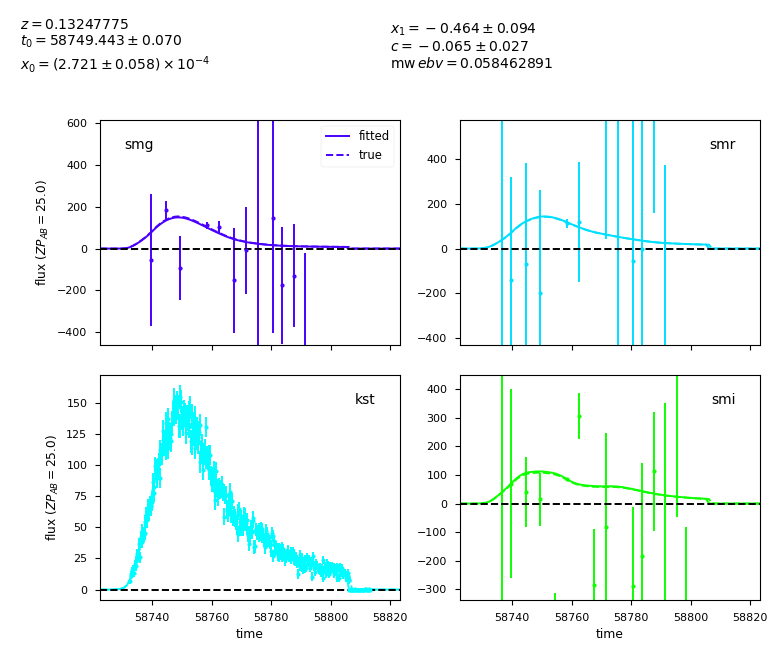 z = 0.13247775
t₀ = 58749.443 ± 0.070
x₀ = (2.721 ± 0.058) × 10⁻⁴
x₁ = −0.464 ± 0.094
c = −0.065 ± 0.027
mw ebv = 0.058462891
smg
fitted
true
600
400
200
0
−200
−400
flux (ZP_AB = 25.0)
smr
400
200
0
−200
−400
kst
150
125
100
75
50
25
0
flux (ZP_AB = 25.0)
58740 58760 58780 58800 58820
time
smi
400
300
200
100
0
−100
−200
−300
58740 58760 58780 58800 58820
time